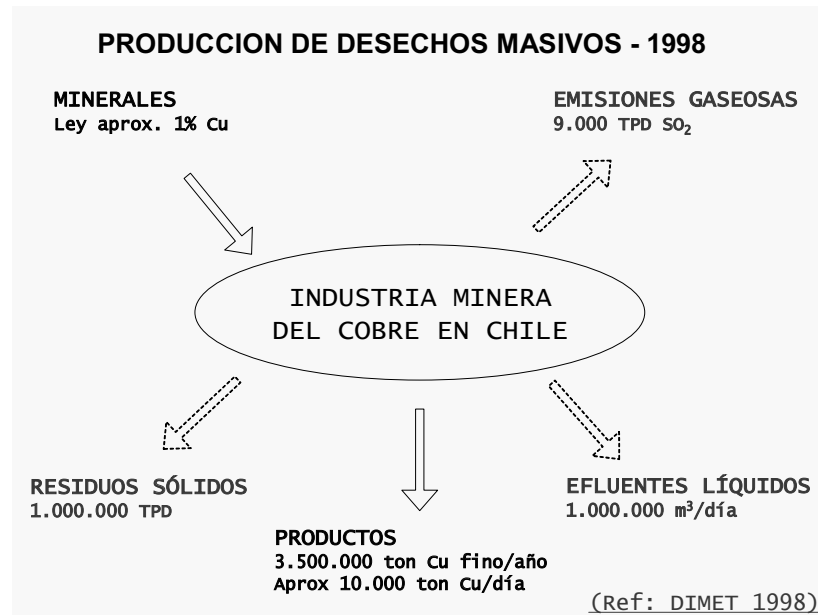 PRODUCCION DE DESECHOS MASIVOS - 1998
MINERALES
Ley aprox. 1% Cu
EMISIONES GASEOSAS
9.000 TPD SO₂
INDUSTRIA MINERA
DEL COBRE EN CHILE
RESIDUOS SÓLIDOS
1.000.000 TPD
PRODUCTOS
3.500.000 ton Cu fino/año
Aprox 10.000 ton Cu/día
EFLUENTES LÍQUIDOS
1.000.000 m³/día
(Ref: DIMET 1998)